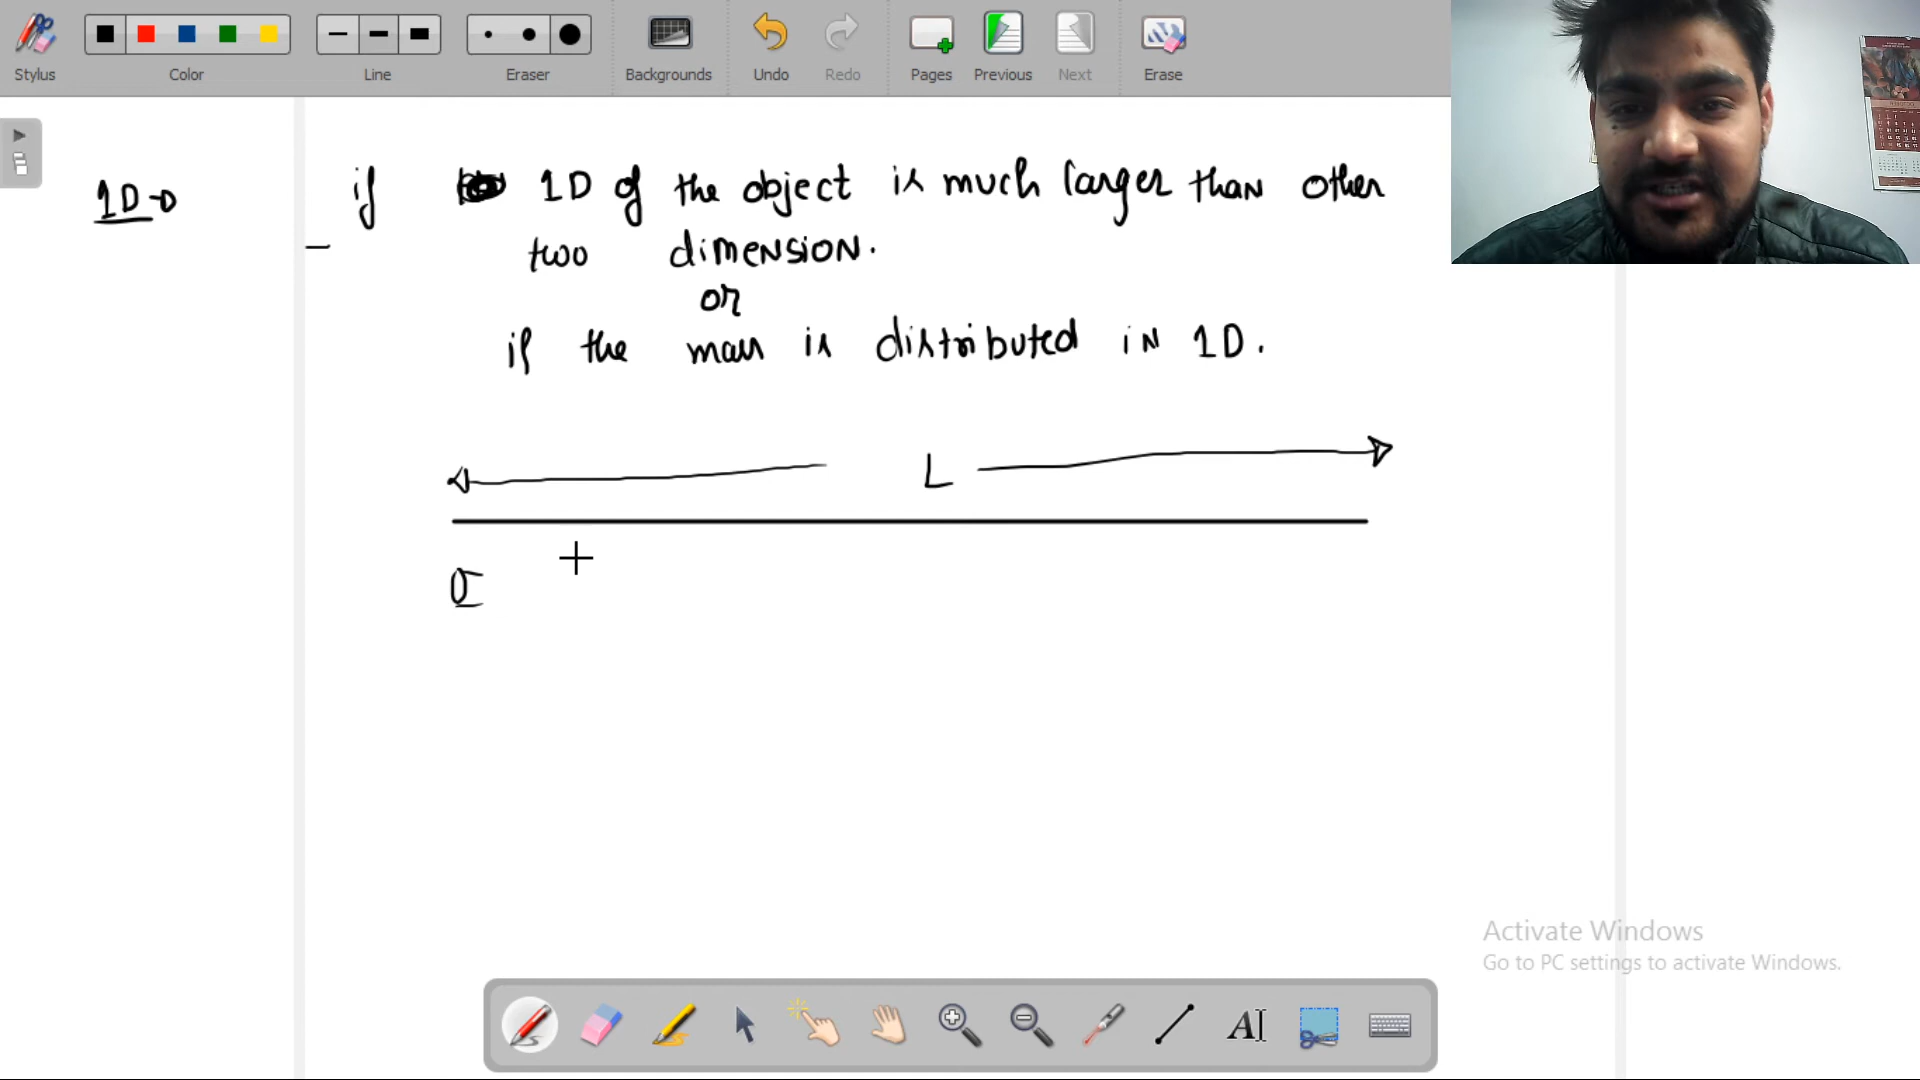 Stylus
Color
Line
Eraser
Backgrounds
Undo
Redo
Pages
Previous
Next
Erase
1D
if 1D of the object is much larger than other
two dimension.
or
if the mass is distributed in 1D.
L
Activate Windows
Go to PC settings to activate Windows.